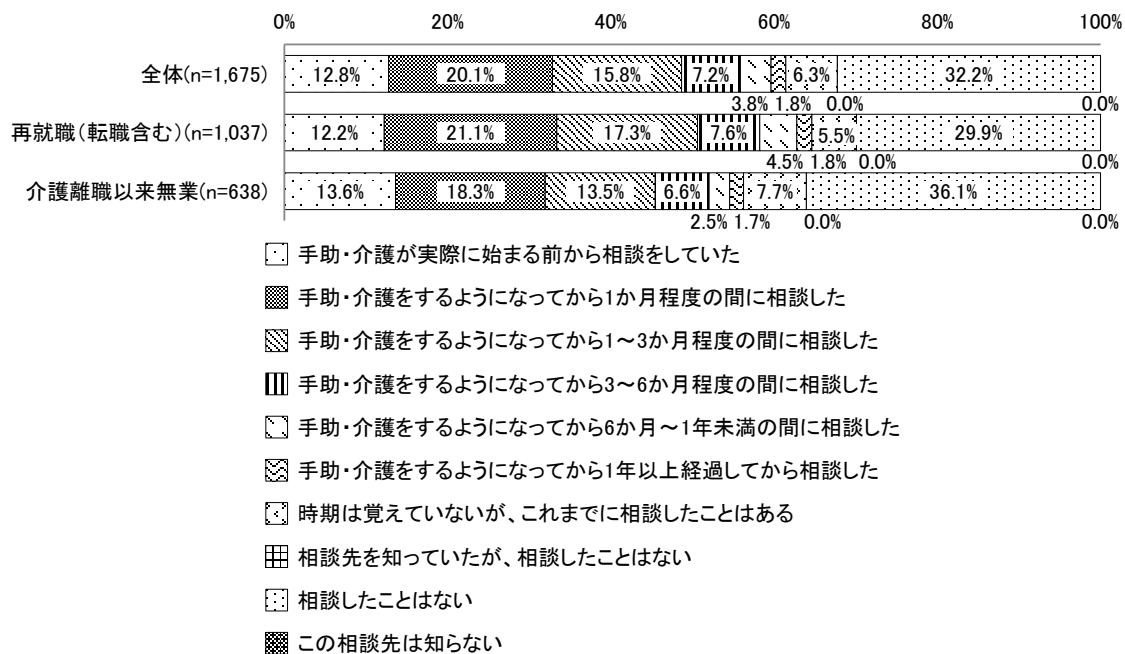 0% 20% 40% 60% 80% 100%
全体(n=1,675) 12.8% 20.1% 15.8% 7.2% 6.3% 32.2%
3.8% 1.8% 0.0% 0.0%
再就職(転職含む)(n=1,037) 12.2% 21.1% 17.3% 7.6% 5.5% 29.9%
4.5% 1.8% 0.0% 0.0%
介護離職以来無業(n=638) 13.6% 18.3% 13.5% 6.6% 7.7% 36.1%
2.5% 1.7% 0.0% 0.0%
手助・介護が実際に始まる前から相談をしていた
手助・介護をするようになってから1か月程度の間に相談した
手助・介護をするようになってから1～3か月程度の間に相談した
手助・介護をするようになってから3～6か月程度の間に相談した
手助・介護をするようになってから6か月～1年未満の間に相談した
手助・介護をするようになってから1年以上経過してから相談した
時期は覚えていないが、これまでに相談したことはある
相談先を知っていたが、相談したことはない
相談したことはない
この相談先は知らない